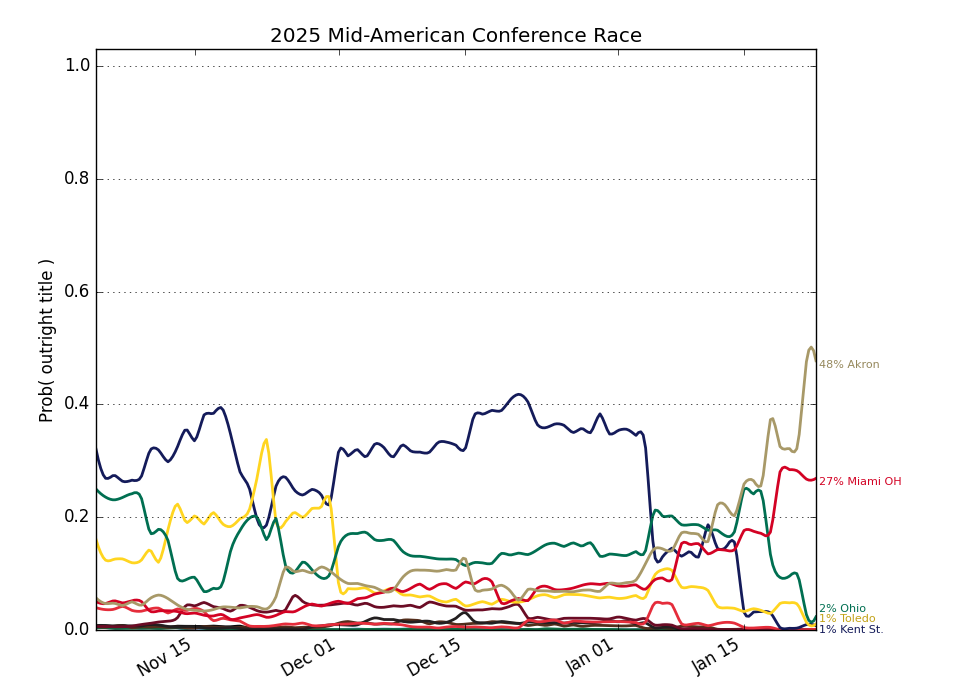 2025 Mid-American Conference Race
Prob( outright title )
1.0
0.8
0.6
0.4
0.2
0.0
48% Akron
27% Miami OH
2% Ohio
1% Toledo
1% Kent St.
Nov 15
Dec 01
Dec 15
Jan 01
Jan 15